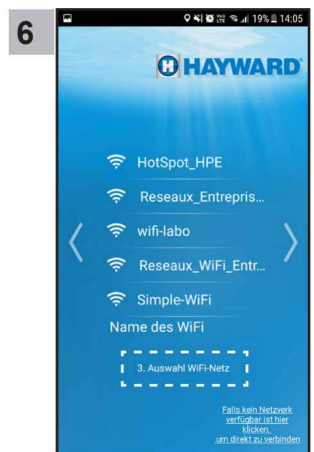 6
19% 14:05
HAYWARD
HotSpot_HPE
Reseaux_Entrepris...
wifi-labo
Reseaux_WiFi_Entr...
Simple-WiFi
Name des WiFi
3. Auswahl WiFi-Netz
Falls kein Netzverk
verfügbar ist hier
klicken,
um direkt zu verbinden